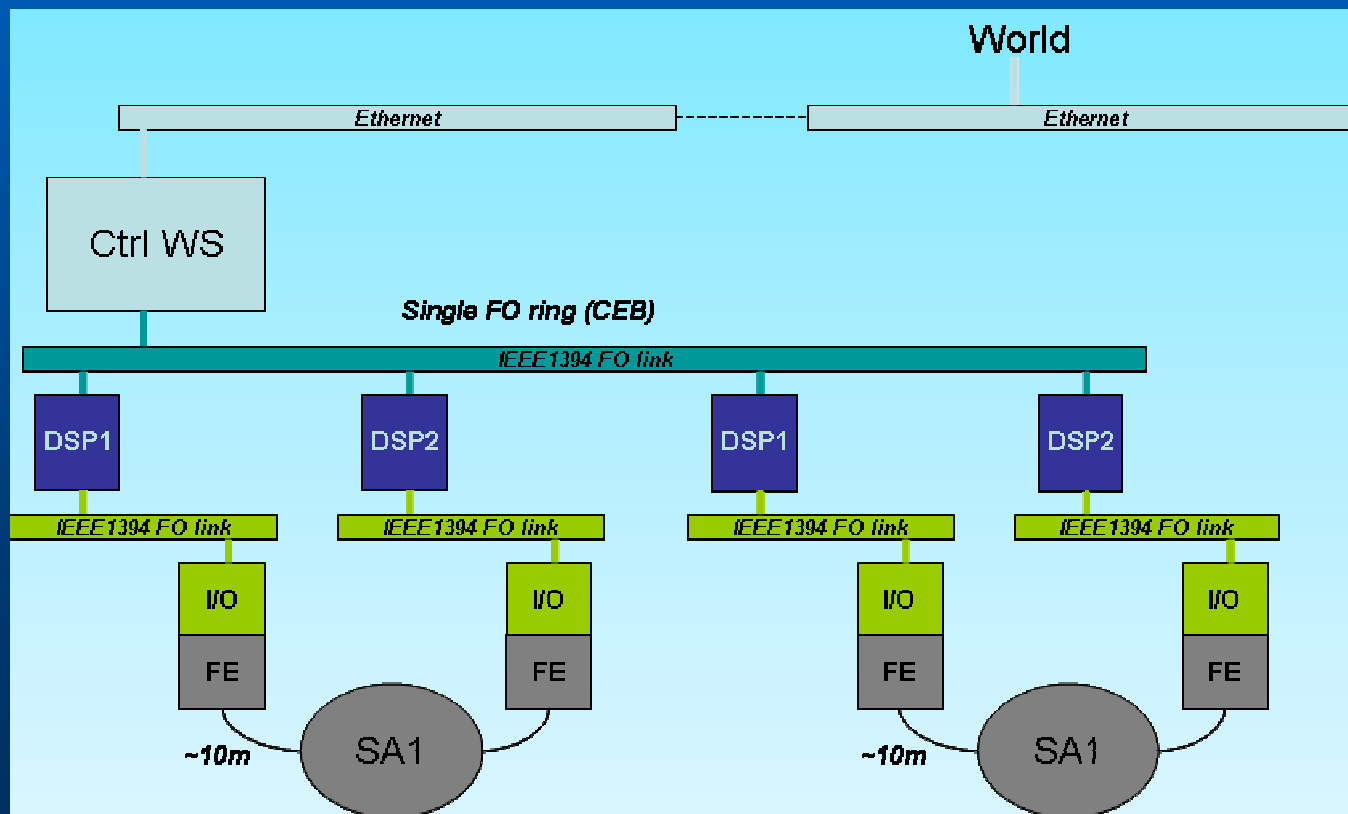 World
Ethernet
Ethernet
Ctrl WS
Single FO ring (CEB)
IEEE1394 FO link
DSP1
DSP2
DSP1
DSP2
IEEE1394 FO link
IEEE1394 FO link
IEEE1394 FO link
IEEE1394 FO link
I/O
I/O
I/O
I/O
FE
FE
FE
FE
~10m
SA1
~10m
SA1